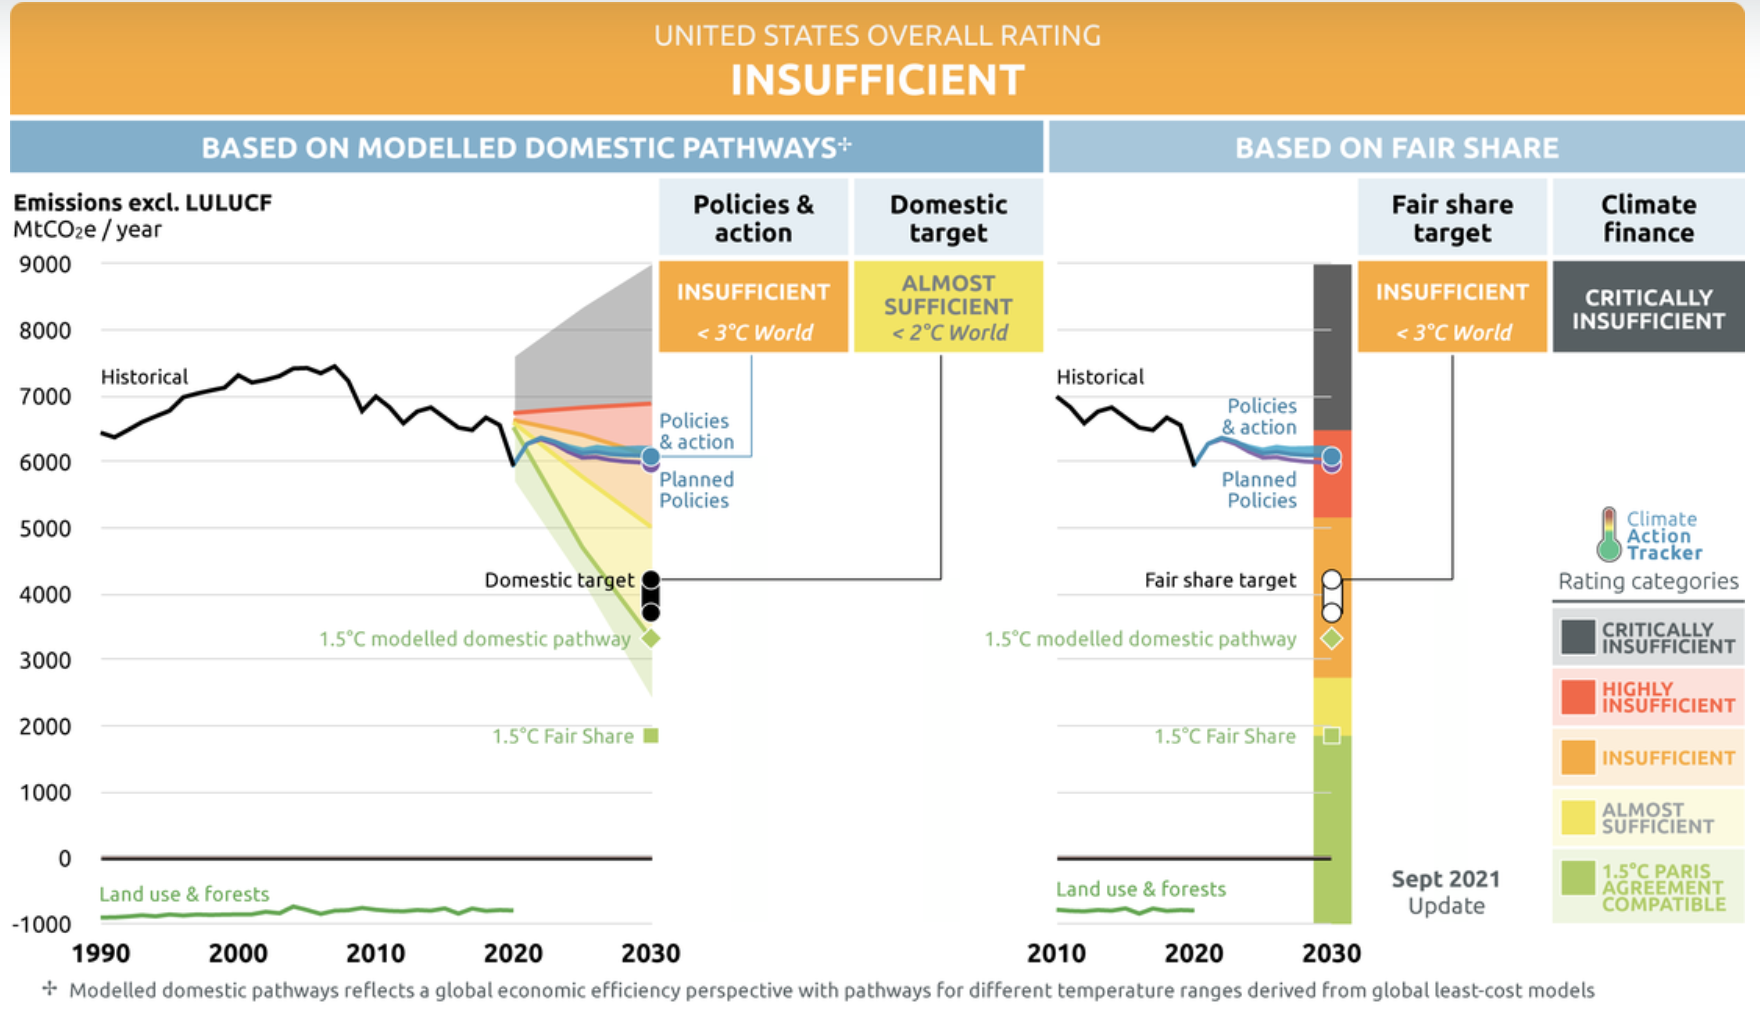 UNITED STATES OVERALL RATING
INSUFFICIENT
BASED ON MODELLED DOMESTIC PATHWAYS✢
BASED ON FAIR SHARE
Emissions excl. LULUCF
MtCO₂e / year
Policies &
action
Domestic
target
INSUFFICIENT
< 3°C World
ALMOST
SUFFICIENT
< 2°C World
9000
8000
7000
6000
5000
4000
3000
2000
1000
0
-1000
Historical
Policies
& action
Planned
Policies
Domestic target
1.5°C modelled domestic pathway
1.5°C Fair Share
Land use & forests
1990
2000
2010
2020
2030
Fair share
target
Climate
finance
INSUFFICIENT
< 3°C World
CRITICALLY
INSUFFICIENT
Historical
Policies
& action
Planned
Policies
Fair share target
1.5°C modelled domestic pathway
1.5°C Fair Share
Land use & forests
2010
2020
2030
Climate
Action
Tracker
Rating categories
CRITICALLY
INSUFFICIENT
HIGHLY
INSUFFICIENT
INSUFFICIENT
ALMOST
SUFFICIENT
1.5°C PARIS
AGREEMENT
COMPATIBLE
Sept 2021
Update
✢ Modelled domestic pathways reflects a global economic efficiency perspective with pathways for different temperature ranges derived from global least-cost models